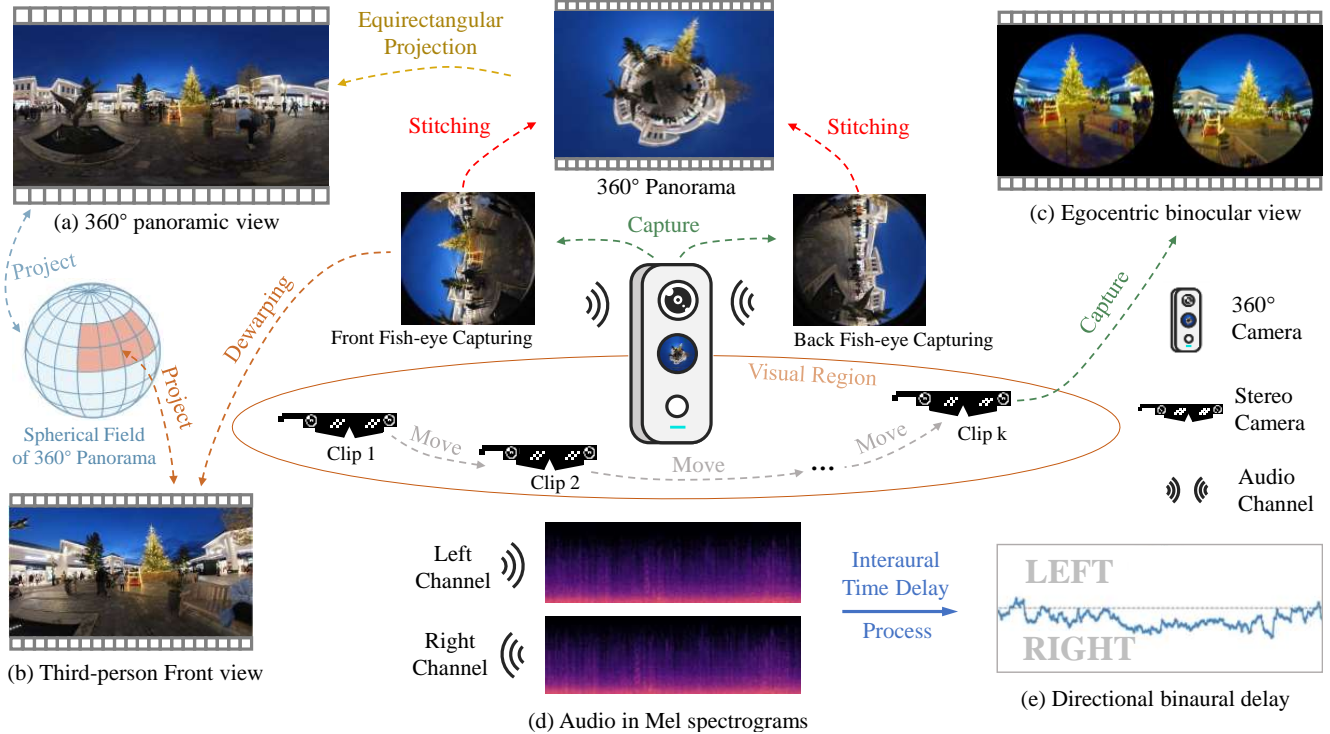 Equirectangular
Projection
Stitching
Stitching
360° Panorama
(a) 360° panoramic view
(c) Egocentric binocular view
Capture
Project
Dewarping
Front Fish-eye Capturing
Back Fish-eye Capturing
Capture
360°
Camera
Visual Region
Project
Spherical Field
of 360° Panorama
Clip 1
Move
Clip 2
Move
...
Move
Clip k
Stereo
Camera
Audio
Channel
(b) Third-person Front view
Left
Channel
Right
Channel
Interaural
Time Delay
Process
LEFT
RIGHT
(d) Audio in Mel spectrograms
(e) Directional binaural delay